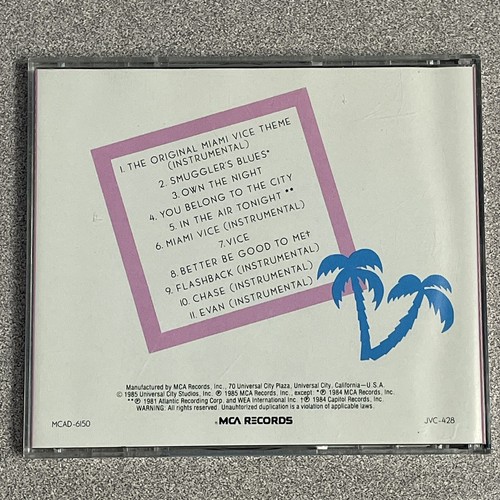 1. THE ORIGINAL MIAMI VICE THEME
(INSTRUMENTAL)
2. SMUGGLER'S BLUES*
3. OWN THE NIGHT
4. YOU BELONG TO THE CITY
5. IN THE AIR TONIGHT **
6. MIAMI VICE (INSTRUMENTAL)
7. VICE
8. BETTER BE GOOD TO ME†
9. FLASHBACK (INSTRUMENTAL)
10. CHASE (INSTRUMENTAL)
11. EVAN (INSTRUMENTAL)
Manufactured by MCA Records, Inc., 70 Universal City Plaza, Universal City, California—U.S.A.
© 1985 Universal City Studios, Inc. ℗ 1985 MCA Records, Inc., except *℗ 1984 MCA Records, Inc.
**℗ 1981 Atlantic Recording Corp. and WEA International Inc. †℗ 1984 Capitol Records, Inc.
WARNING: All rights reserved. Unauthorized duplication is a violation of applicable laws.
MCAD-6150
MCA RECORDS
JVC-428